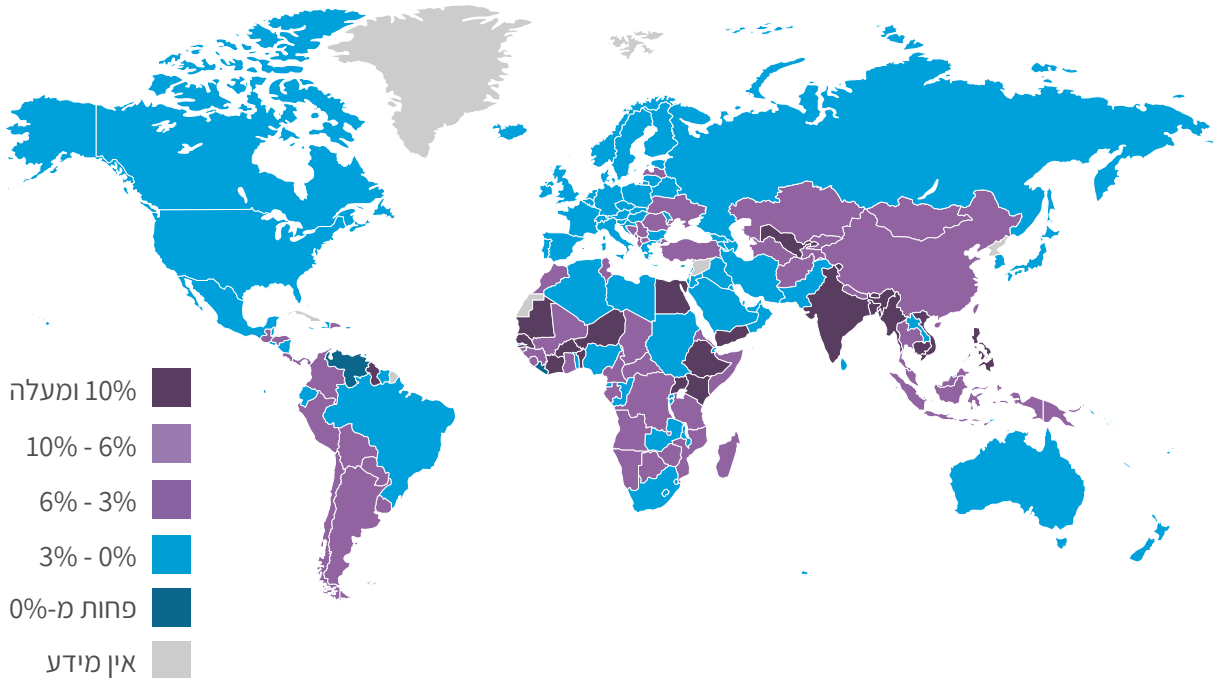 10% ומעלה
10% - 6%
6% - 3%
3% - 0%
פחות מ-0%
אין מידע